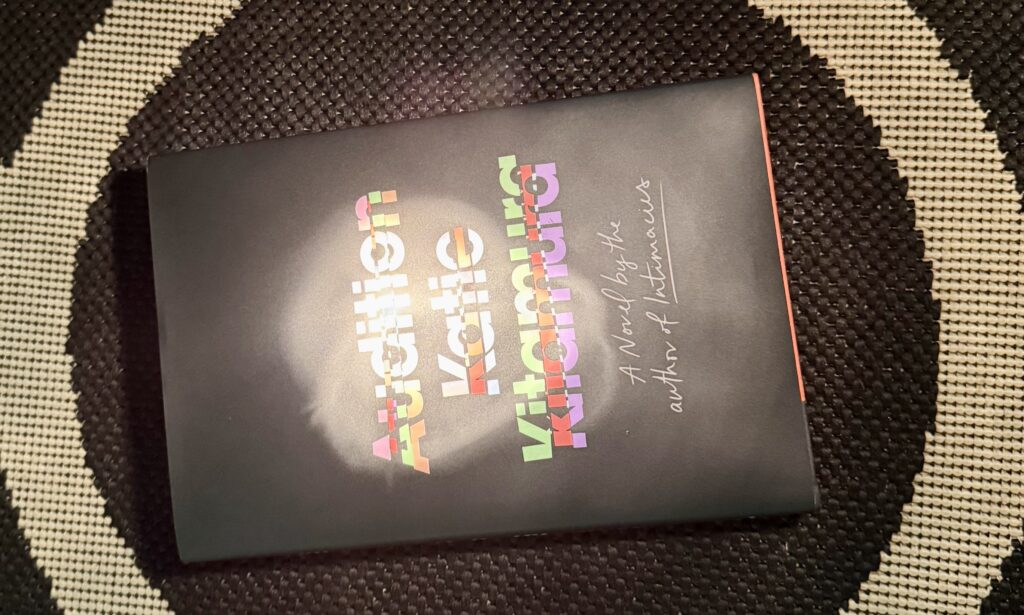 Audition
Katie
Kitamura
A Novel by the
author of Intimacies